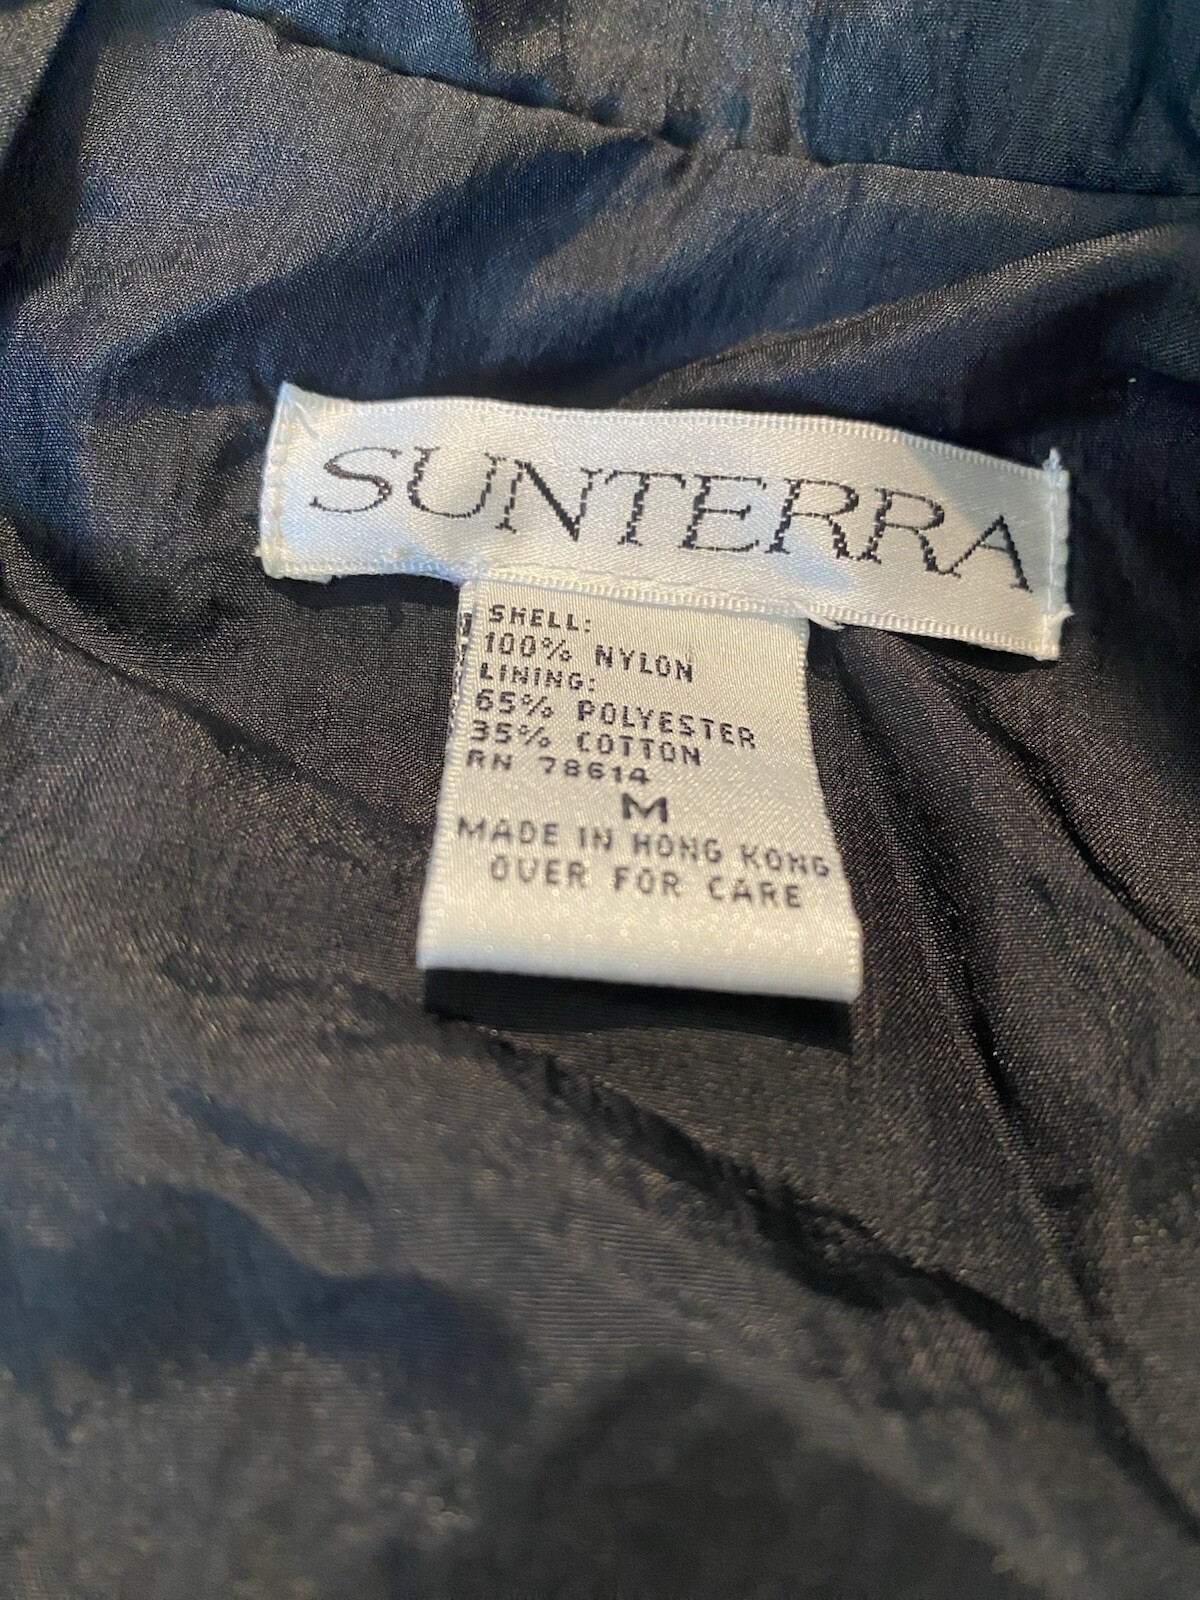 SUNTERRA
SHELL:
100% NYLON
LINING:
65% POLYESTER
35% COTTON
RN 78614
M
MADE IN HONG KONG
OVER FOR CARE